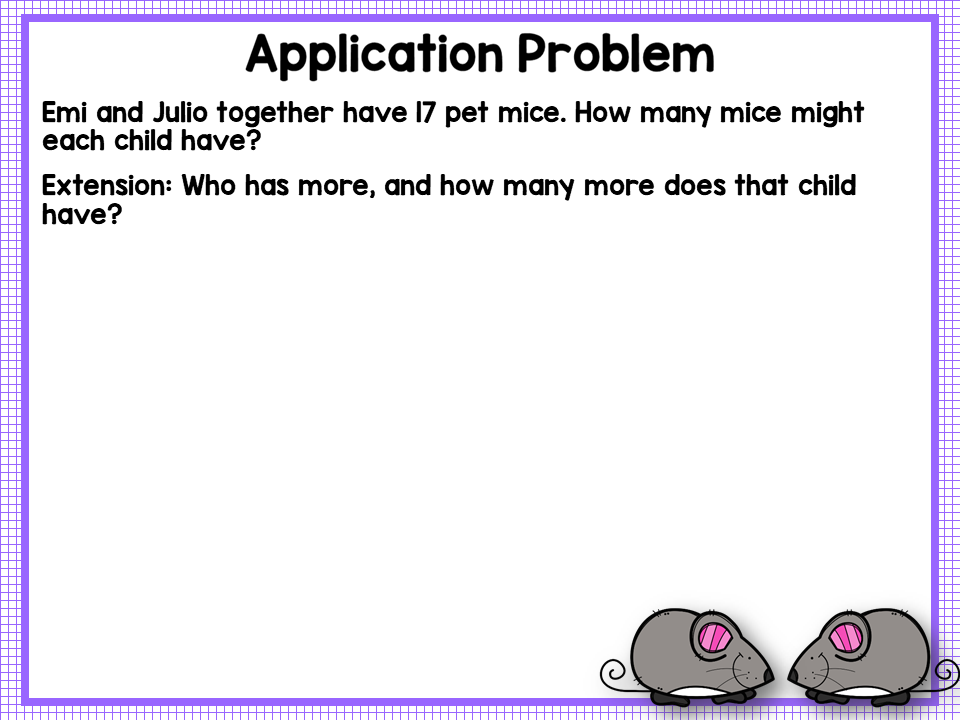 Application Problem
Emi and Julio together have 17 pet mice. How many mice might
each child have?
Extension: Who has more, and how many more does that child
have?